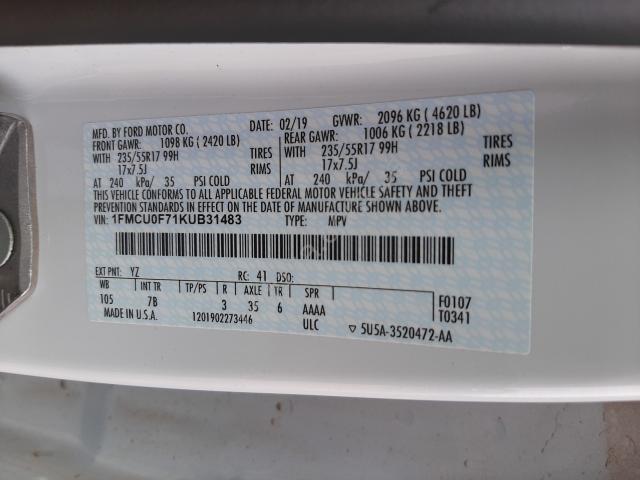 MFD. BY FORD MOTOR CO. DATE: 02/19 GVWR: 2096 KG ( 4620 LB)
FRONT GAWR: 1098 KG ( 2420 LB) REAR GAWR: 1006 KG ( 2218 LB)
WITH 235/55R17 99H TIRES WITH 235/55R17 99H TIRES
17x7.5J RIMS 17x7.5J RIMS
AT 240 kPa/ 35 PSI COLD AT 240 kPa/ 35 PSI COLD
THIS VEHICLE CONFORMS TO ALL APPLICABLE FEDERAL MOTOR VEHICLE SAFETY AND THEFT
PREVENTION STANDARDS IN EFFECT ON THE DATE OF MANUFACTURE SHOWN ABOVE.
VIN: 1FMCU0F71KUB31483 TYPE: MPV
EXT PNT: YZ RC: 41 DSO:
WB INT TR TP/PS R AXLE TR SPR
105 7B 3 35 6 AAAA F0107
MADE IN U.S.A. 1201902273446 ULC T0341
5U5A-3520472-AA